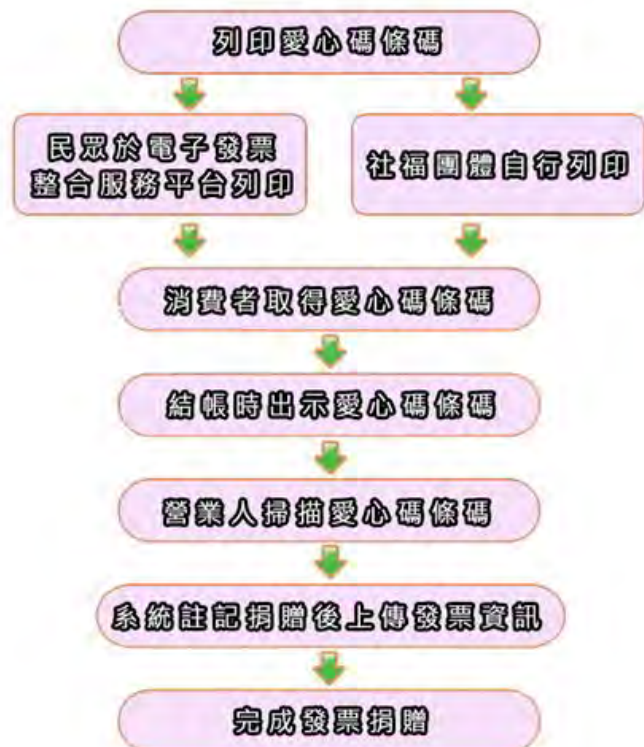 列印愛心碼條碼
民眾於電子發票
整合服務平台列印
社福團體自行列印
消費者取得愛心碼條碼
結帳時出示愛心碼條碼
營業人掃描愛心碼條碼
系統註記捐贈後上傳發票資訊
完成發票捐贈